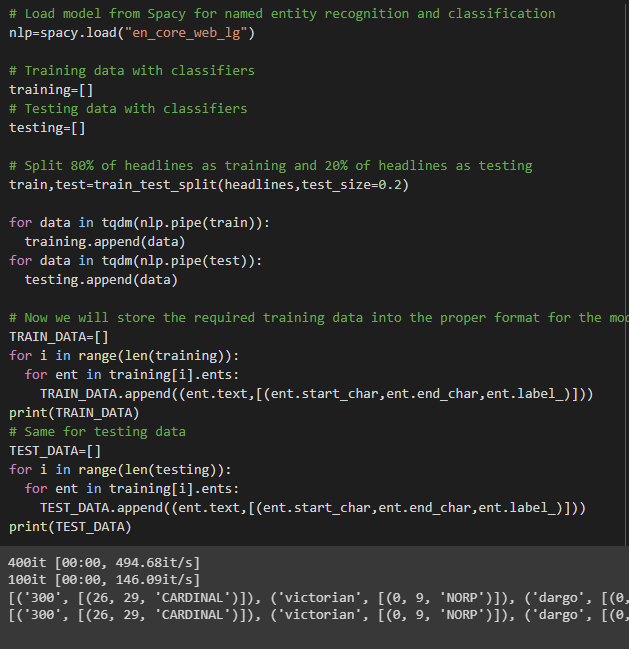 # Load model from Spacy for named entity recognition and classification
nlp=spacy.load("en_core_web_lg")
# Training data with classifiers
training=[]
# Testing data with classifiers
testing=[]
# Split 80% of headlines as training and 20% of headlines as testing
train,test=train_test_split(headlines,test_size=0.2)
for data in tqdm(nlp.pipe(train)):
  training.append(data)
for data in tqdm(nlp.pipe(test)):
  testing.append(data)
# Now we will store the required training data into the proper format for the
TRAIN_DATA=[]
for i in range(len(training)):
  for ent in training[i].ents:
    TRAIN_DATA.append((ent.text,[(ent.start_char,ent.end_char,ent.label_)]))
print(TRAIN_DATA)
# Same for testing data
TEST_DATA=[]
for i in range(len(testing)):
  for ent in training[i].ents:
    TEST_DATA.append((ent.text,[(ent.start_char,ent.end_char,ent.label_)]))
print(TEST_DATA)
400it [00:00, 494.68it/s]
100it [00:00, 146.09it/s]
[('300', [(26, 29, 'CARDINAL')]), ('victorian', [(0, 9, 'NORP')]), ('dargo', [(0,
[('300', [(26, 29, 'CARDINAL')]), ('victorian', [(0, 9, 'NORP')]), ('dargo', [(0,